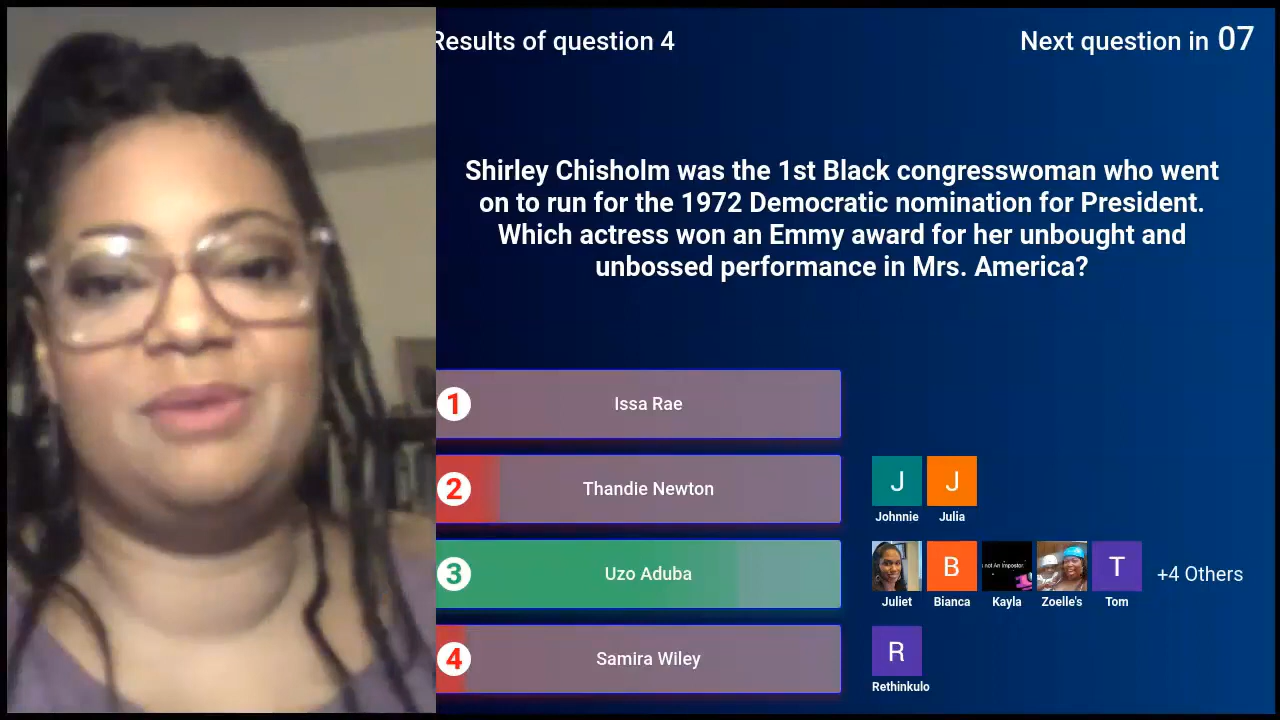 Results of question 4
Next question in 07
Shirley Chisholm was the 1st Black congresswoman who went
on to run for the 1972 Democratic nomination for President.
Which actress won an Emmy award for her unbought and
unbossed performance in Mrs. America?
1 Issa Rae
2 Thandie Newton
J J
Johnnie Julia
3 Uzo Aduba
B not An Impostor. T +4 Others
Juliet Bianca Kayla Zoelle's Tom
4 Samira Wiley
R
Rethinkulo